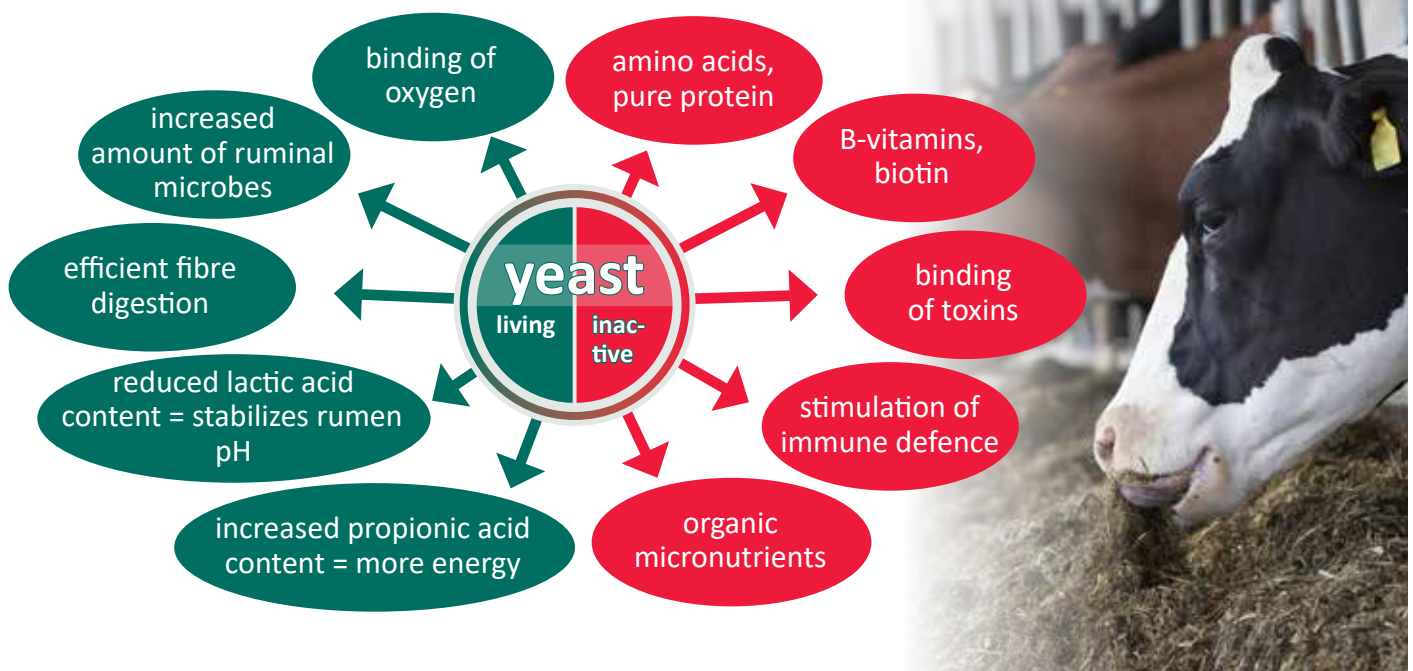 binding of
oxygen
amino acids,
pure protein
increased
amount of ruminal
microbes
B-vitamins,
biotin
efficient fibre
digestion
yeast
living
inac-
tive
binding
of toxins
reduced lactic acid
content = stabilizes rumen
pH
stimulation of
immune defence
increased propionic acid
content = more energy
organic
micronutrients